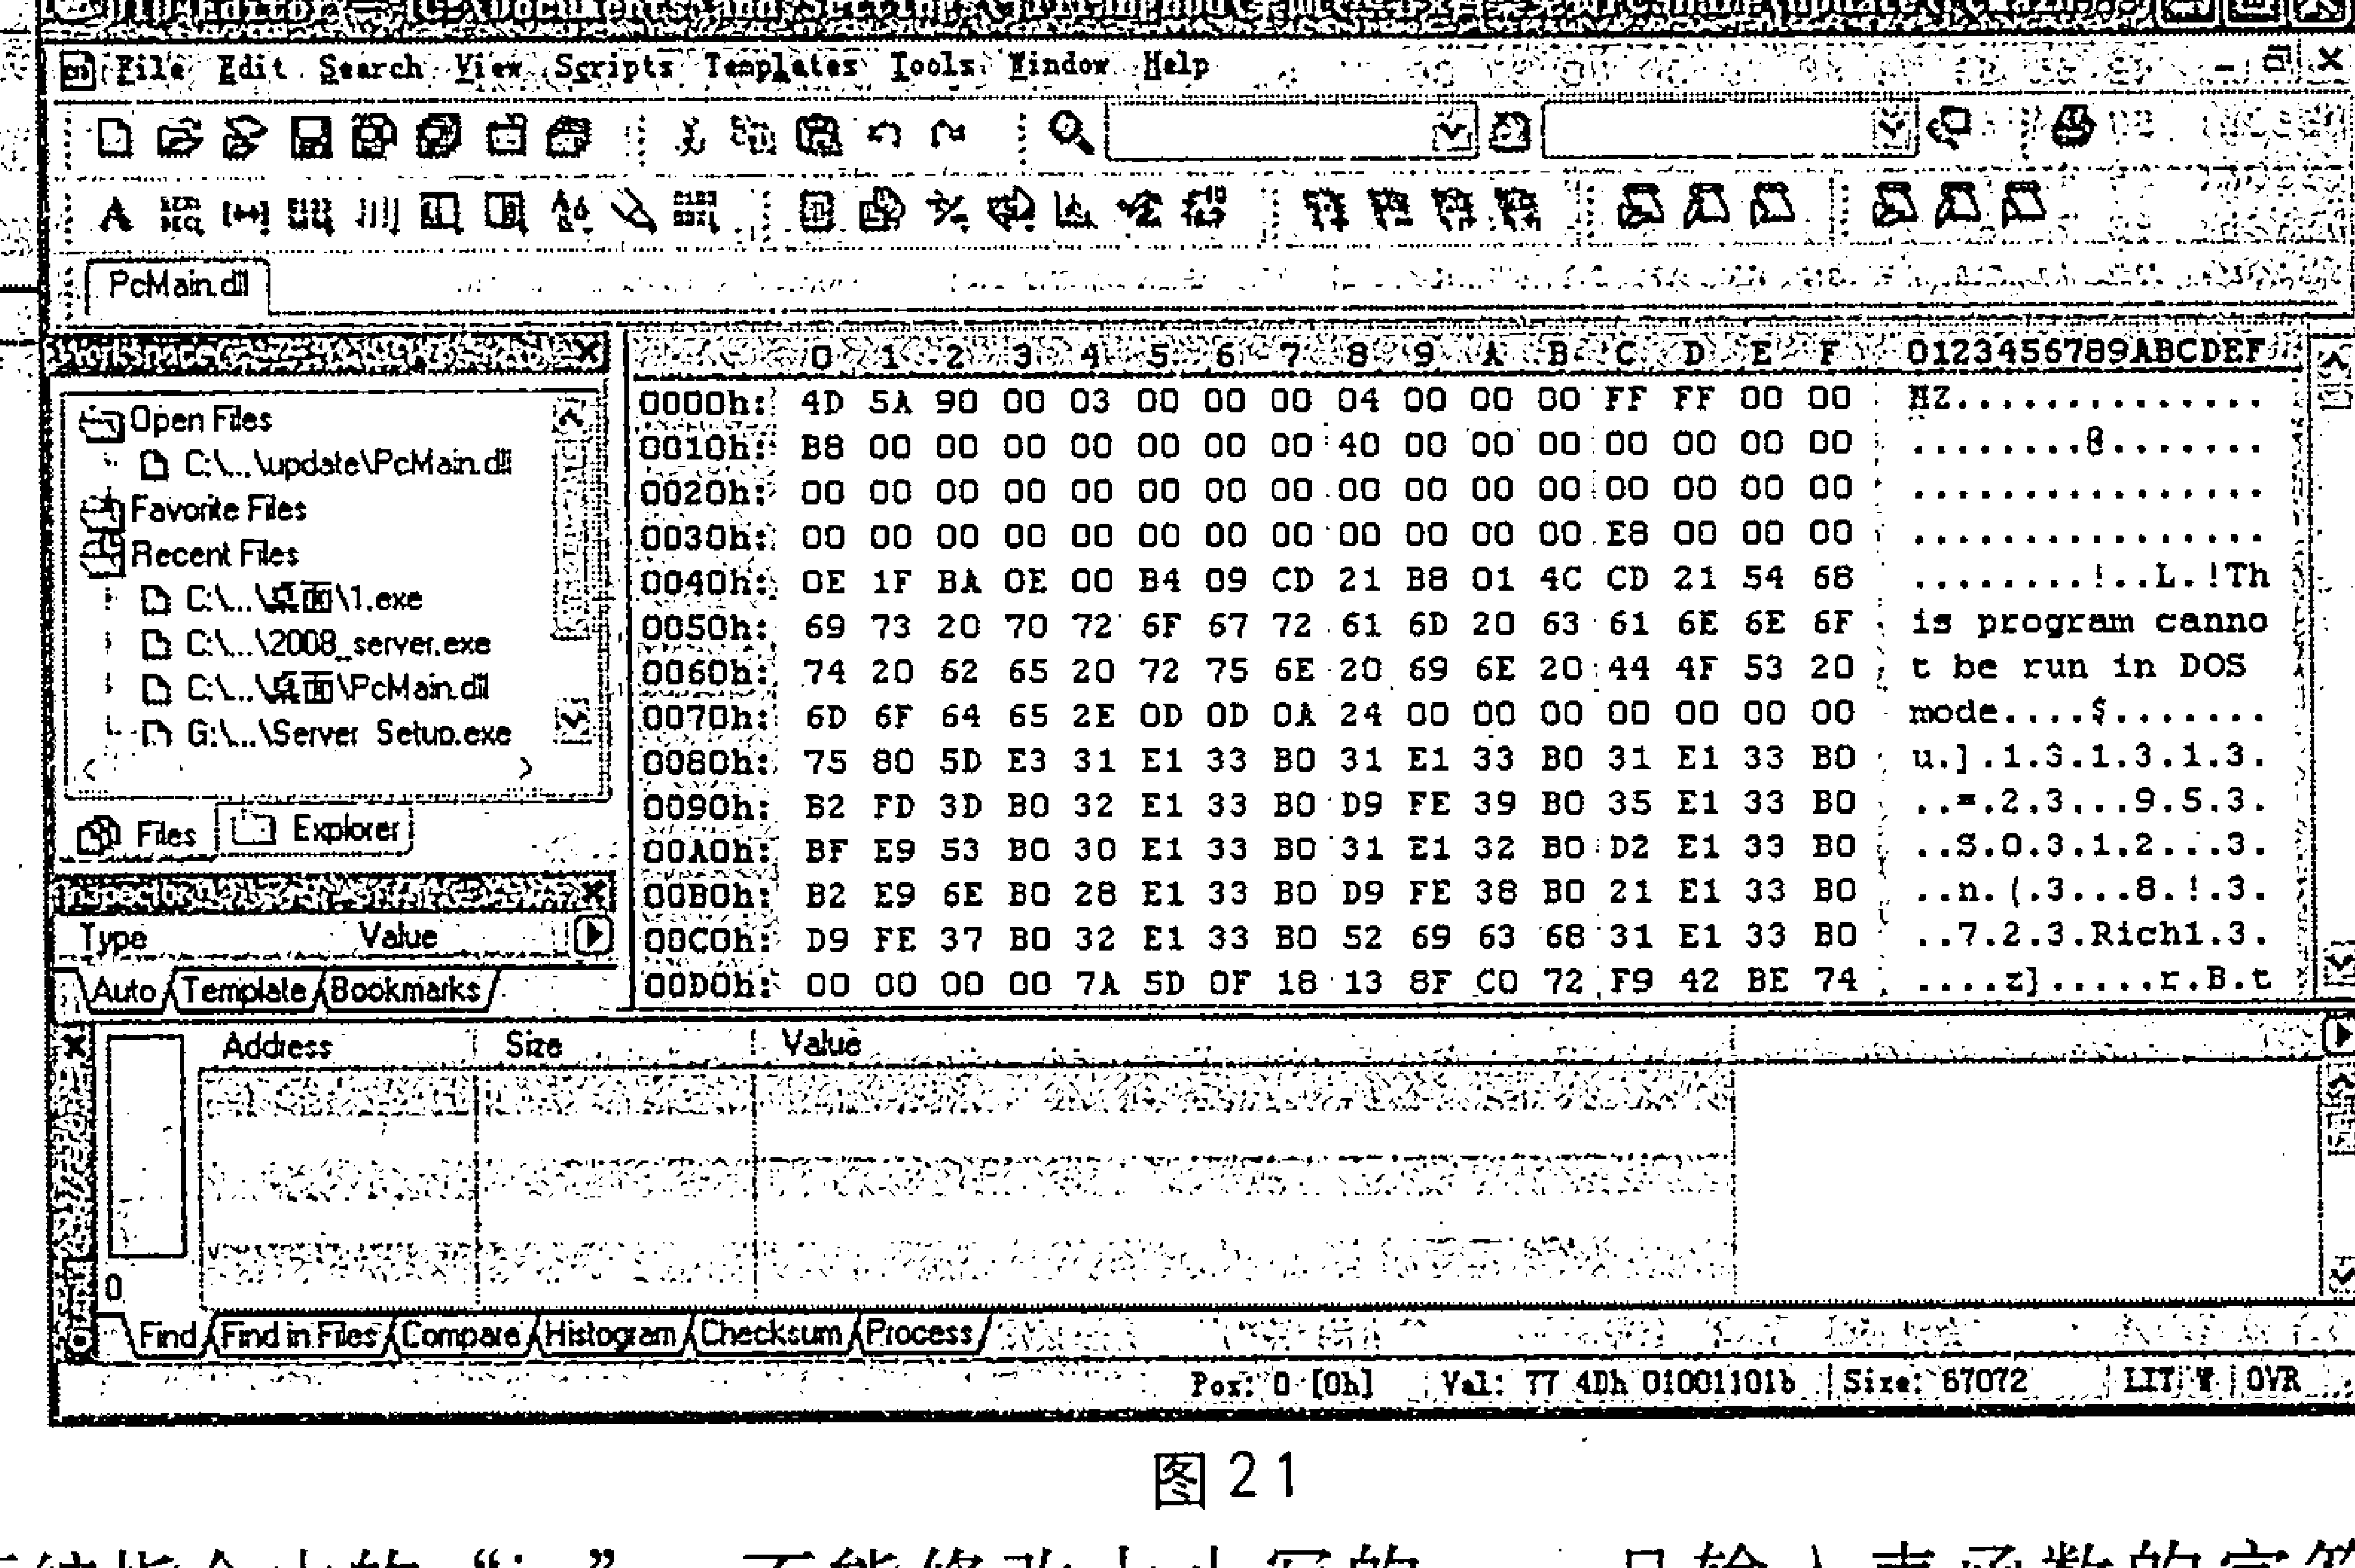 File Edit Search View Scripts Templates Tools Window Help
PcMain.dll
Open Files
C:\...\update\PcMain.dll
Favorite Files
Recent Files
C:\...\桌面\1.exe
C:\...\2008_server.exe
C:\...\桌面\PcMain.dll
G:\...\Server Setup.exe
Files Explorer
Type Value
Auto Template Bookmarks
0 1 2 3 4 5 6 7 8 9 A B C D E F 0123456789ABCDEF
0000h: 4D 5A 90 00 03 00 00 00 04 00 00 00 FF FF 00 00 MZ..............
0010h: B8 00 00 00 00 00 00 00 40 00 00 00 00 00 00 00 ........@.......
0020h: 00 00 00 00 00 00 00 00 00 00 00 00 00 00 00 00 ................
0030h: 00 00 00 00 00 00 00 00 00 00 00 00 E8 00 00 00 ................
0040h: 0E 1F BA 0E 00 B4 09 CD 21 B8 01 4C CD 21 54 68 ........!..L.!Th
0050h: 69 73 20 70 72 6F 67 72 61 6D 20 63 61 6E 6E 6F is program canno
0060h: 74 20 62 65 20 72 75 6E 20 69 6E 20 44 4F 53 20 t be run in DOS
0070h: 6D 6F 64 65 2E 0D 0D 0A 24 00 00 00 00 00 00 00 mode....$.......
0080h: 75 80 5D E3 31 E1 33 B0 31 E1 33 B0 31 E1 33 B0 u.].1.3.1.3.1.3.
0090h: B2 FD 3D B0 32 E1 33 B0 D9 FE 39 B0 35 E1 33 B0 ..=.2.3...9.5.3.
00A0h: BF E9 53 B0 30 E1 33 B0 31 E1 32 B0 D2 E1 33 B0 ..S.0.3.1.2...3.
00B0h: B2 E9 6E B0 28 E1 33 B0 D9 FE 38 B0 21 E1 33 B0 ..n.(.3...8.!.3.
00C0h: D9 FE 37 B0 32 E1 33 B0 52 69 63 68 31 E1 33 B0 ..7.2.3.Rich1.3.
00D0h: 00 00 00 00 7A 5D 0F 18 13 8F C0 72 F9 42 BE 74 ....z].....r.B.t
Address Size Value
0
Find Find in Files Compare Histogram Checksum Process
Pos: 0 [0h] Val: 77 4Dh 01001101b Size: 67072 LIT W OVR
图21